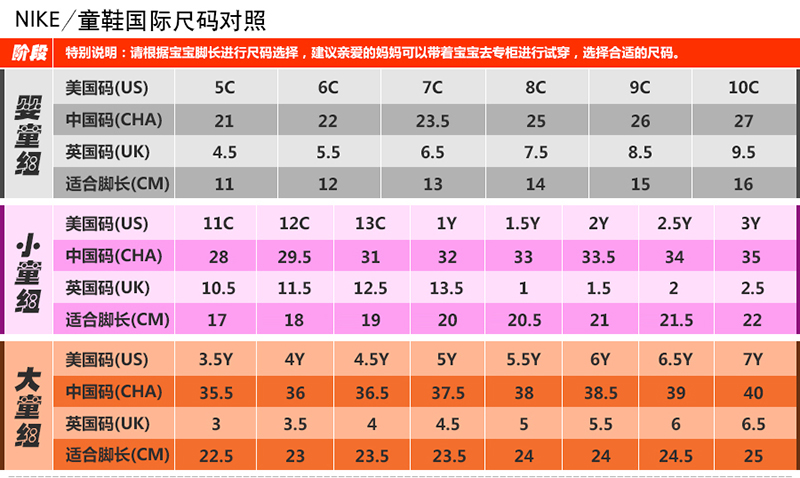 NIKE/童鞋国际尺码对照
阶段 特别说明：请根据宝宝脚长进行尺码选择，建议亲爱的妈妈可以带着宝宝去专柜进行试穿，选择合适的尺码。
婴童组
美国码(US) 5C 6C 7C 8C 9C 10C
中国码(CHA) 21 22 23.5 25 26 27
英国码(UK) 4.5 5.5 6.5 7.5 8.5 9.5
适合脚长(CM) 11 12 13 14 15 16
小童组
美国码(US) 11C 12C 13C 1Y 1.5Y 2Y 2.5Y 3Y
中国码(CHA) 28 29.5 31 32 33 33.5 34 35
英国码(UK) 10.5 11.5 12.5 13.5 1 1.5 2 2.5
适合脚长(CM) 17 18 19 20 20.5 21 21.5 22
大童组
美国码(US) 3.5Y 4Y 4.5Y 5Y 5.5Y 6Y 6.5Y 7Y
中国码(CHA) 35.5 36 36.5 37.5 38 38.5 39 40
英国码(UK) 3 3.5 4 4.5 5 5.5 6 6.5
适合脚长(CM) 22.5 23 23.5 23.5 24 24 24.5 25